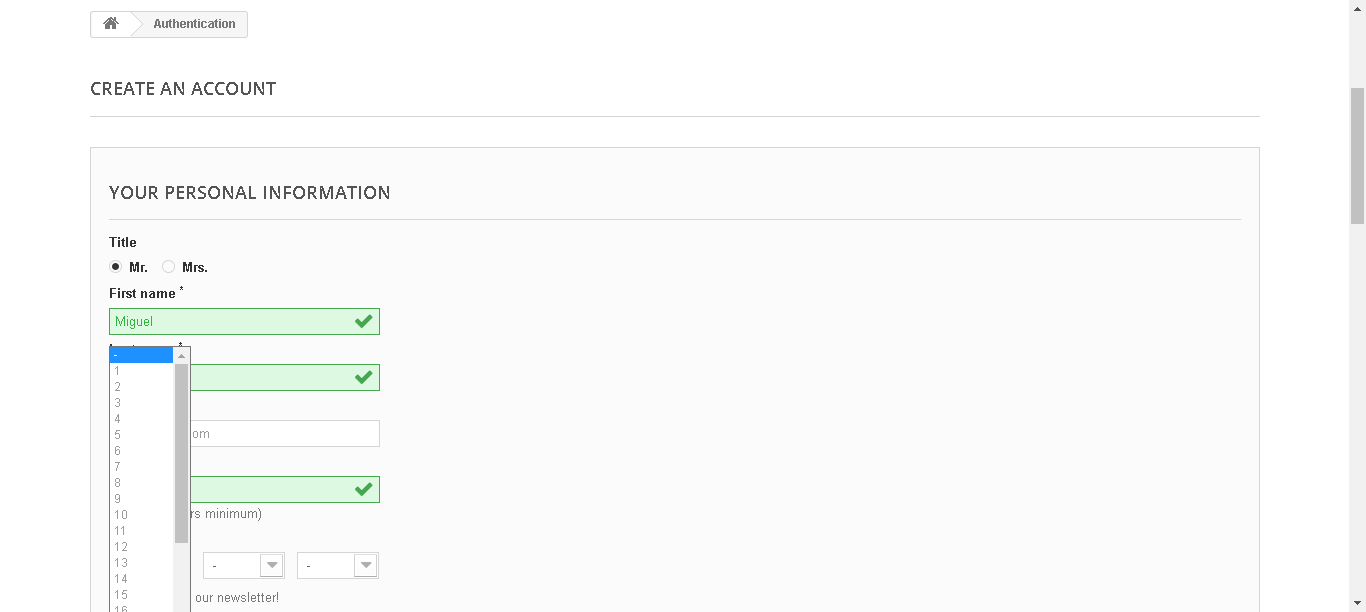 Authentication
CREATE AN ACCOUNT
YOUR PERSONAL INFORMATION
Title
Mr. Mrs.
First name *
Miguel
*
-
1
2
3
4
5
6
7
8
9
10
11
12
13
14
15
16
om
rs minimum)
- -
our newsletter!